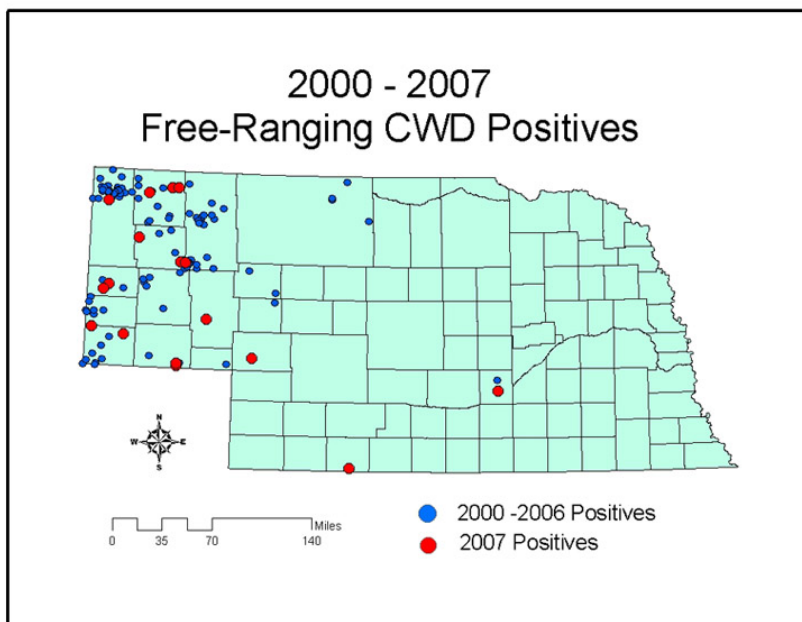 2000 - 2007
Free-Ranging CWD Positives
N
W E
S
Miles
0 35 70 140
2000 -2006 Positives
2007 Positives